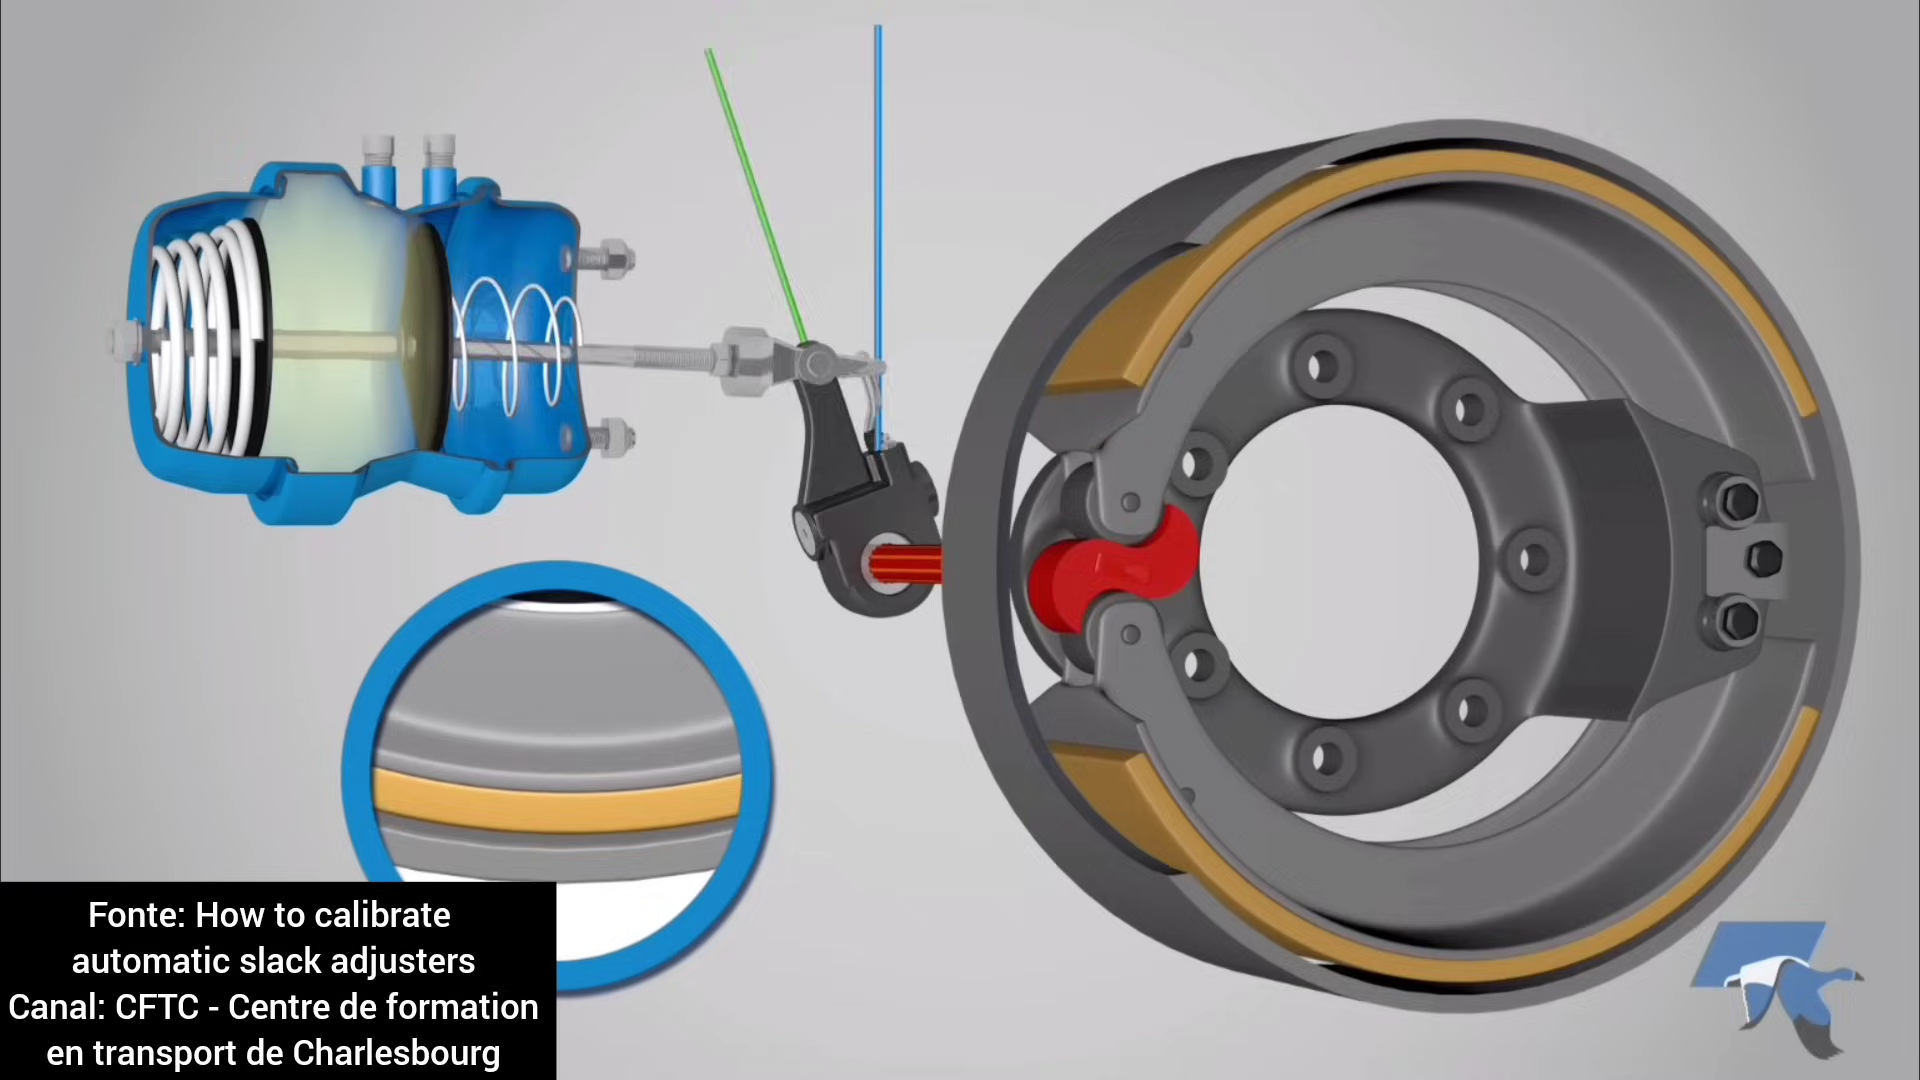 Fonte: How to calibrate
automatic slack adjusters
Canal: CFTC - Centre de formation
en transport de Charlesbourg